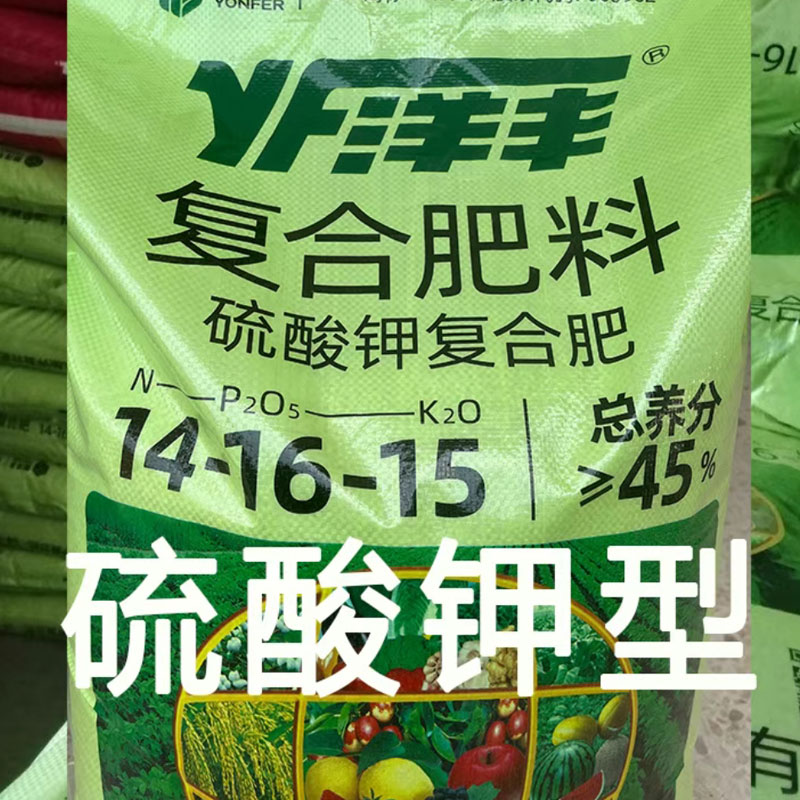 YONFER
YF洋丰®
复合肥料
硫酸钾复合肥
N——P₂O₅——K₂O
14-16-15
总养分
≥45%
硫酸钾型